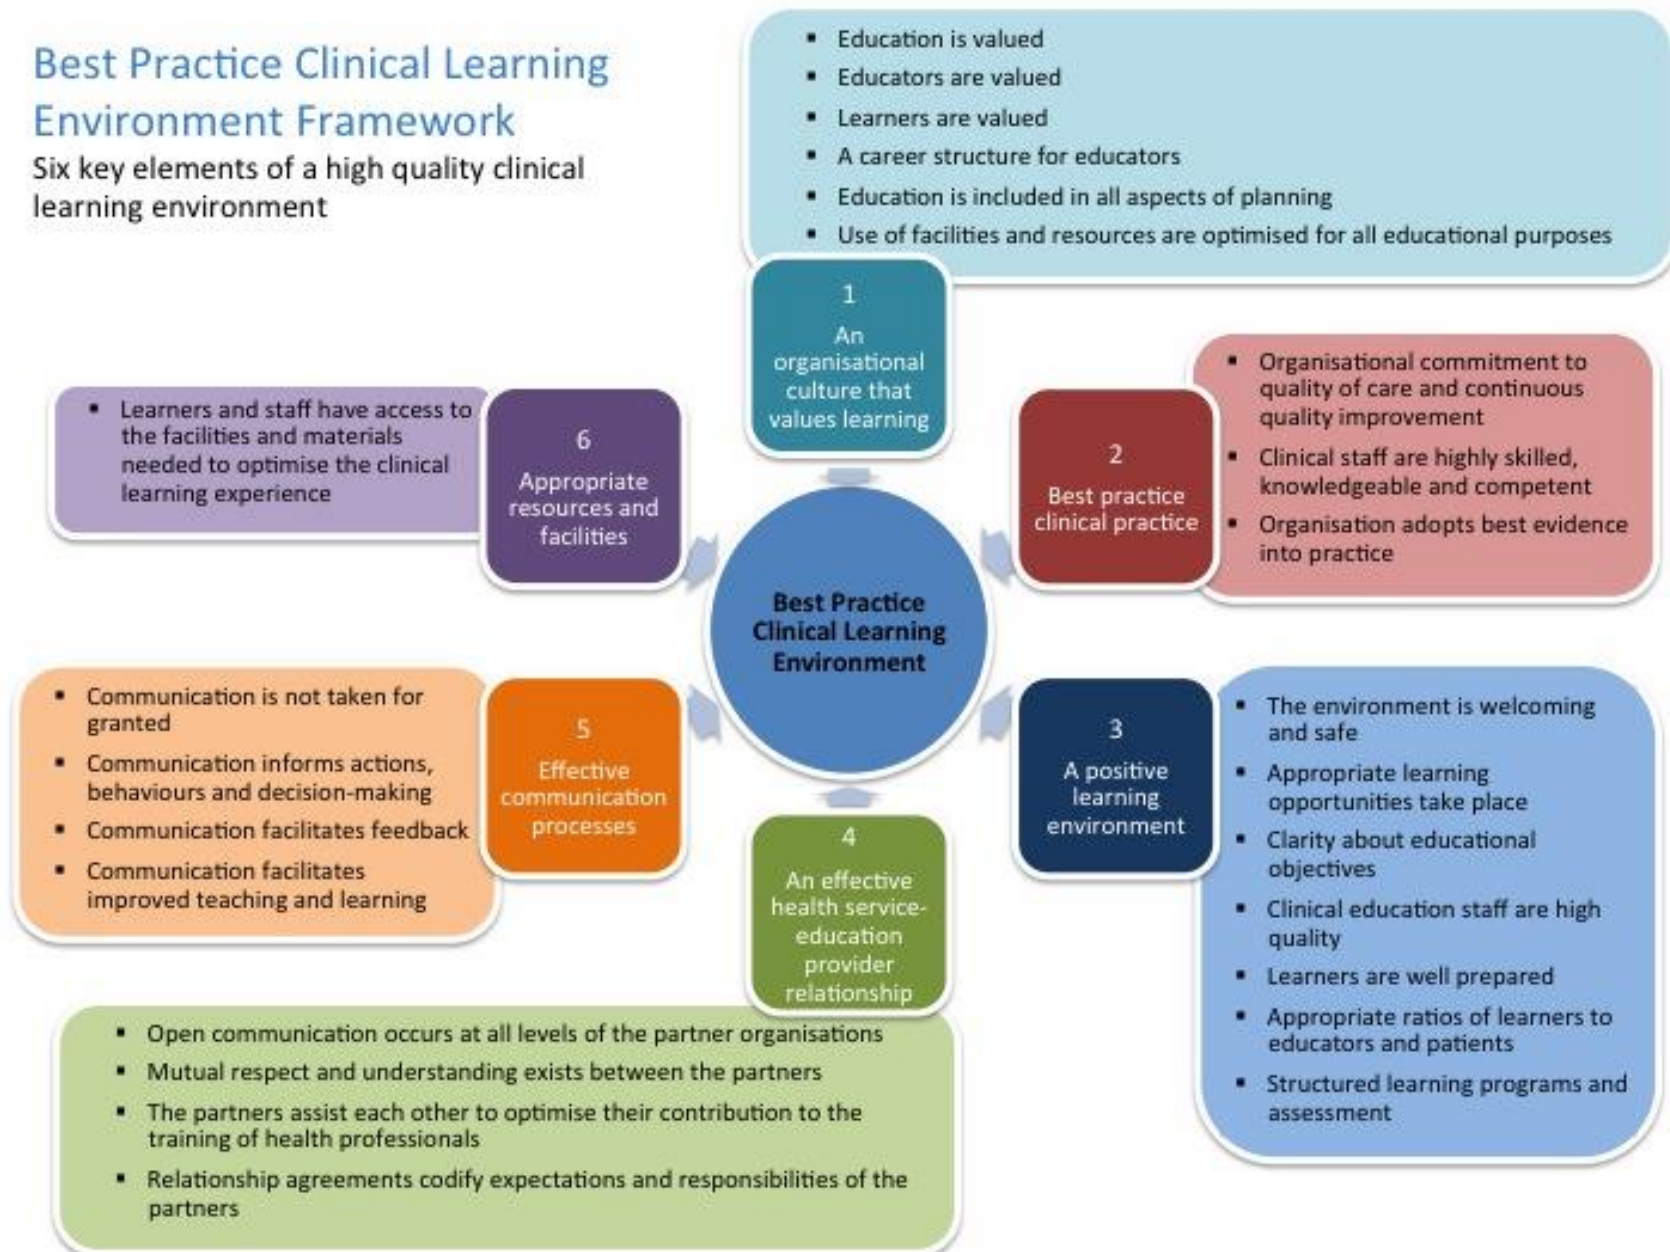 Best Practice Clinical Learning
Environment Framework
Six key elements of a high quality clinical
learning environment
▪ Education is valued
▪ Educators are valued
▪ Learners are valued
▪ A career structure for educators
▪ Education is included in all aspects of planning
▪ Use of facilities and resources are optimised for all educational purposes
1
An
organisational
culture that
values learning
2
Best practice
clinical practice
▪ Organisational commitment to
quality of care and continuous
quality improvement
▪ Clinical staff are highly skilled,
knowledgeable and competent
▪ Organisation adopts best evidence
into practice
▪ Learners and staff have access to
the facilities and materials
needed to optimise the clinical
learning experience
6
Appropriate
resources and
facilities
Best Practice
Clinical Learning
Environment
3
A positive
learning
environment
▪ The environment is welcoming
and safe
▪ Appropriate learning
opportunities take place
▪ Clarity about educational
objectives
▪ Clinical education staff are high
quality
▪ Learners are well prepared
▪ Appropriate ratios of learners to
educators and patients
▪ Structured learning programs and
assessment
▪ Communication is not taken for
granted
▪ Communication informs actions,
behaviours and decision-making
▪ Communication facilitates feedback
▪ Communication facilitates
improved teaching and learning
5
Effective
communication
processes
4
An effective
health service-
education
provider
relationship
▪ Open communication occurs at all levels of the partner organisations
▪ Mutual respect and understanding exists between the partners
▪ The partners assist each other to optimise their contribution to the
training of health professionals
▪ Relationship agreements codify expectations and responsibilities of the
partners